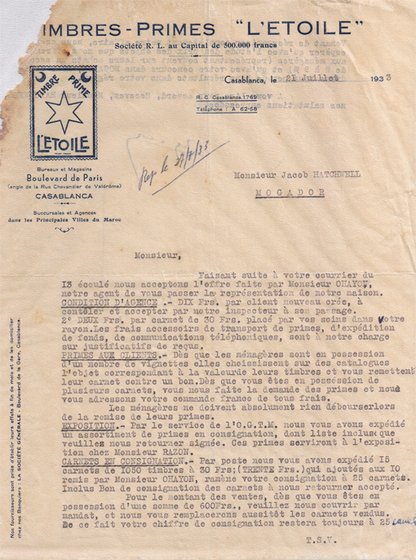 TIMBRES-PRIMES "L'ETOILE"
Société R. L. au Capital de 500.000 francs
Casablanca, le 21 Juillet 1933
R. C. Casablanca 1769
Téléphone : A 62-68
TIMBRE PRIME
L'ETOILE
Bureaux et Magasins
Boulevard de Paris
(angle de la Rue Chevandier de Valdrôme)
CASABLANCA
Succursales et Agences
dans les Principales Villes du Maroc
Monsieur Jacob HATCHWELL
MOGADOR
Monsieur,
Faisant suite à votre courrier du
I3 écoulé nous acceptons l'offre faite par Monsieur OHAYON,
notre agent de vous passer la représentation de notre maison.
CONDITION D'AGENCE .- DIX Frs. par client nouveau crée, à
contôler et accepter par notre inspecteur à son passage.
2° DEUX Frs. par carnet de 30 Frs. placé par vos soins dans votre
rayon.Les frais accessoirs de transport de primes, d'expédition
de fonds, de communications téléphoniques, sont à notre charge
sur justificatifs de reçus.
PRIMES AUX CLIENTS.- Dès que les ménagères sont en possession
d'un nombre de vignettes elles choisissent sur des catalogues
l'objet correspondant à la valeurde leurs timbres et vous remettent
leur carnet contre un bon.Dès que vous êtes en possession de
plusieurs carnets, vous nous faite la demande des primes et nous
vous adressons votre commande franco de tous frais.
Les ménagères ne doivent absolument rien débourserlors
de la remise de leurs primes.
EXPOSITION .- Par le service de l'O.G.T.M. nous vous avons expédié
un assortiment de primes en consignation, dont liste incluse que
veuillez nous retourner signée. Ces primes serviront à l'exposi-
tion chez Monsieur RAZON.
CARNETS EN CONSIGNATION.- Par poste nous vous avons expédié I5
carnets de I050 timbres à 30 Frs(TRENTE Frs.)qui ajoutés aux I0
remis par Monsieur OHAYON, ramène votre consignation à 25 carnets.
Inclus Bon de consignation des carnets à nous retourner accepté.
Pour le montant des ventes, dès que vous êtes en
possession d'une somme de 600Frs., veuillez nous couvrir par
mandat, et nous vous remplacerons aussitôt les carnets vendus.
De ce fait votre chiffre de consignation restera toujours à 25
T.S.V.